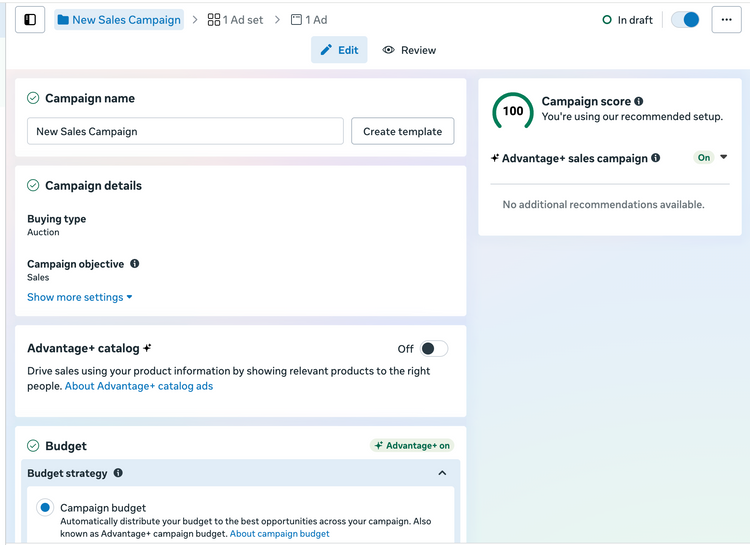 New Sales Campaign > 1 Ad set > 1 Ad In draft
Edit Review
Campaign name
New Sales Campaign Create template
Campaign details
Buying type
Auction
Campaign objective
Sales
Show more settings
Advantage+ catalog Off
Drive sales using your product information by showing relevant products to the right
people. About Advantage+ catalog ads
Budget Advantage+ on
Budget strategy
Campaign budget
Automatically distribute your budget to the best opportunities across your campaign. Also
known as Advantage+ campaign budget. About campaign budget
100 Campaign score
You're using our recommended setup.
Advantage+ sales campaign On
No additional recommendations available.